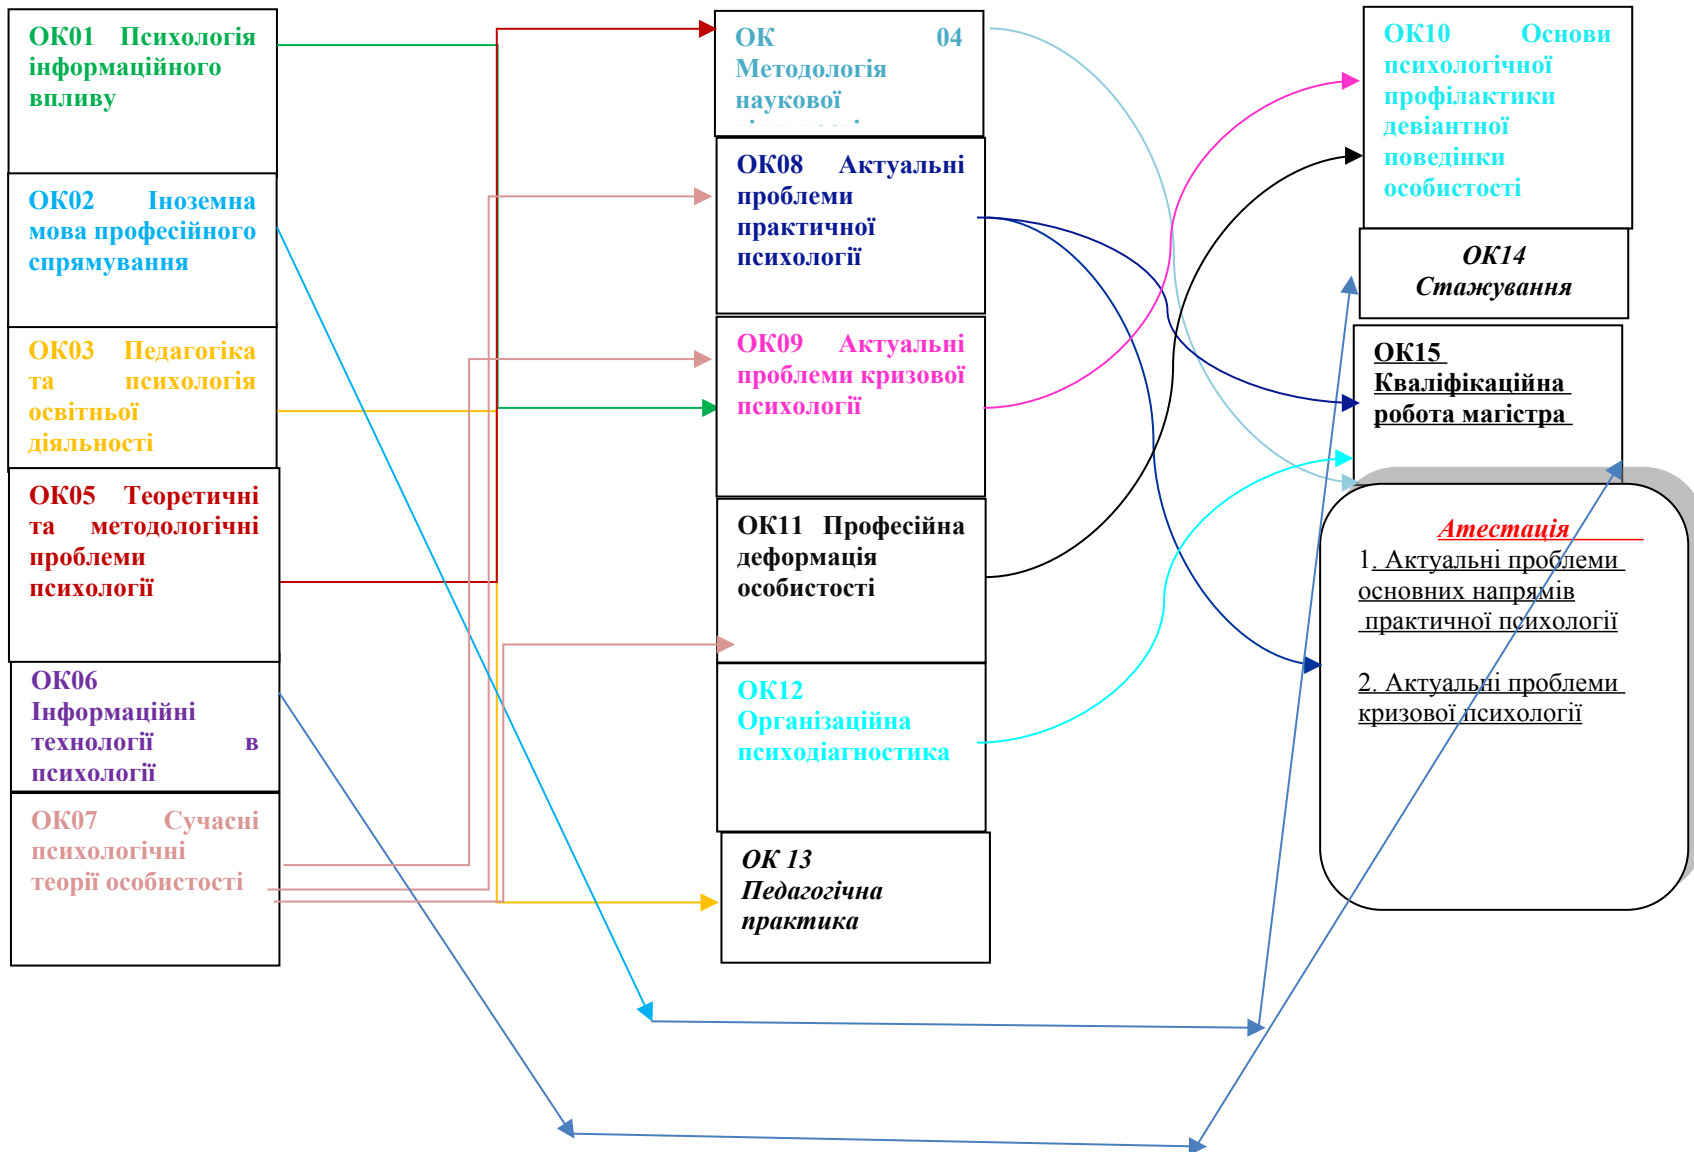 ОК01 Психологія
інформаційного
впливу
ОК02 Іноземна
мова професійного
спрямування
ОК03 Педагогіка
та психологія
освітньої
діяльності
ОК05 Теоретичні
та методологічні
проблеми
психології
ОК06
Інформаційні
технології в
психології
ОК07 Сучасні
психологічні
теорії особистості
ОК 04
Методологія
наукової
ОК08 Актуальні
проблеми
практичної
психології
ОК09 Актуальні
проблеми кризової
психології
ОК11 Професійна
деформація
особистості
ОК12
Організаційна
психодіагностика
ОК 13
Педагогічна
практика
ОК10 Основи
психологічної
профілактики
девіантної
поведінки
особистості
ОК14
Стажування
ОК15
Кваліфікаційна
робота магістра
Атестація
1. Актуальні проблеми
основних напрямів
практичної психології
2. Актуальні проблеми
кризової психології